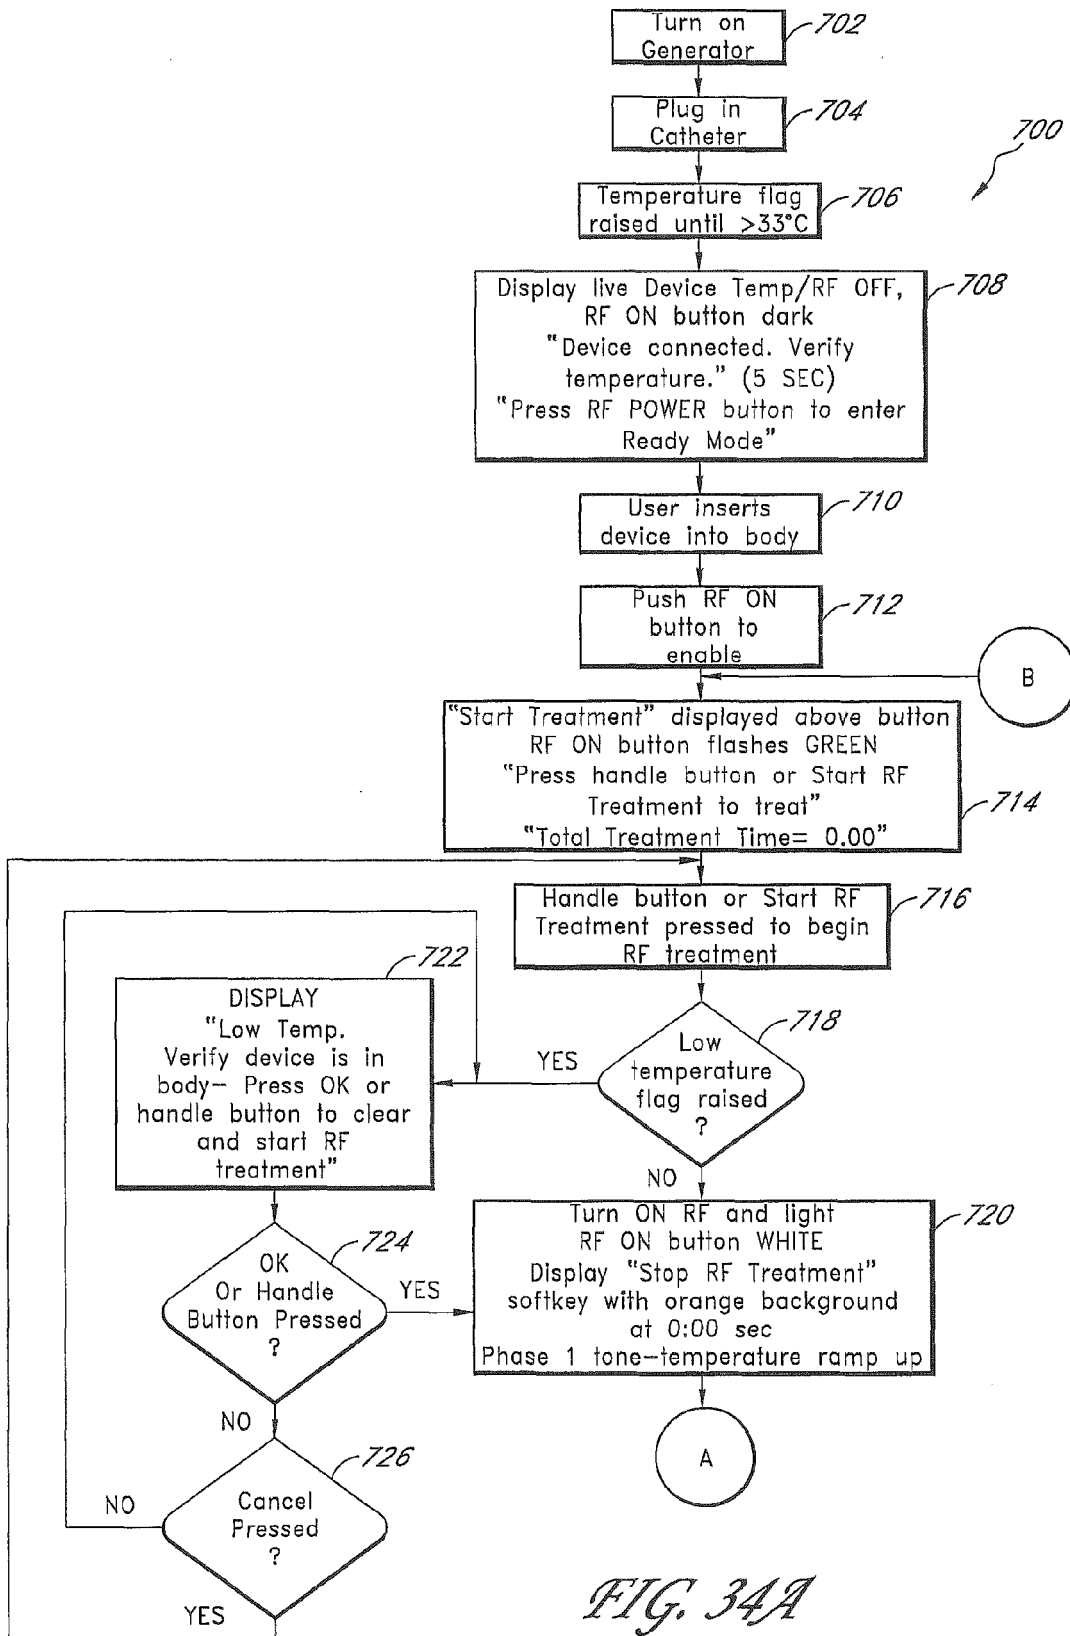 Turn on
Generator
702
Plug in
Catheter
704
700
Temperature flag
raised until >33°C
706
Display live Device Temp/RF OFF,
RF ON button dark
"Device connected. Verify
temperature." (5 SEC)
"Press RF POWER button to enter
Ready Mode"
708
User inserts
device into body
710
Push RF ON
button to
enable
712
B
"Start Treatment" displayed above button
RF ON button flashes GREEN
"Press handle button or Start RF
Treatment to treat"
"Total Treatment Time= 0.00"
714
Handle button or Start RF
Treatment pressed to begin
RF treatment
716
722
DISPLAY
"Low Temp.
Verify device is in
body– Press OK or
handle button to clear
and start RF
treatment"
YES
Low
temperature
flag raised
?
718
NO
Turn ON RF and light
RF ON button WHITE
Display "Stop RF Treatment"
softkey with orange background
at 0:00 sec
Phase 1 tone–temperature ramp up
720
OK
Or Handle
Button Pressed
?
724
YES
NO
A
726
Cancel
Pressed
?
NO
YES
FIG. 34A